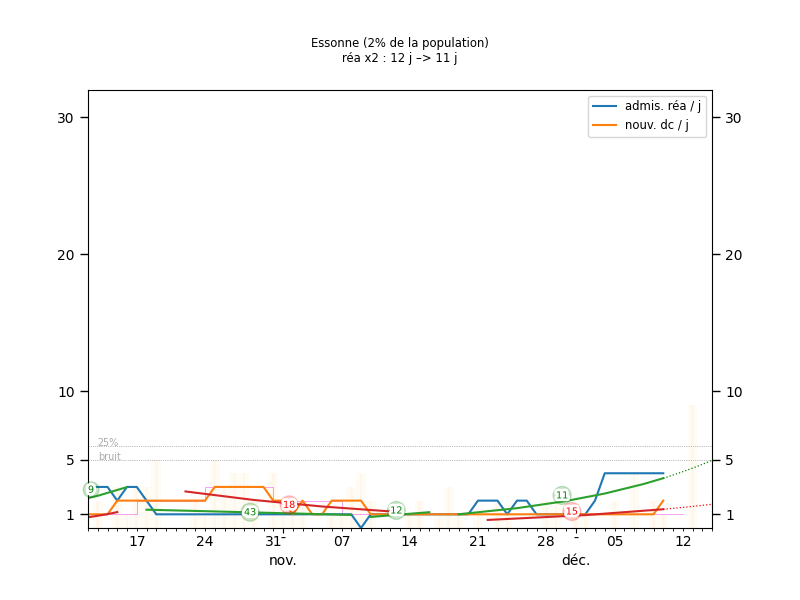 Essonne (2% de la population)
réa x2 : 12 j –> 11 j
admis. réa / j
nouv. dc / j
30 30
20 20
10 10
25%
5 bruit 5
9 43 18 12 11 15
1 1
17 24 31- 07 14 21 28 - 05 12
nov. déc.